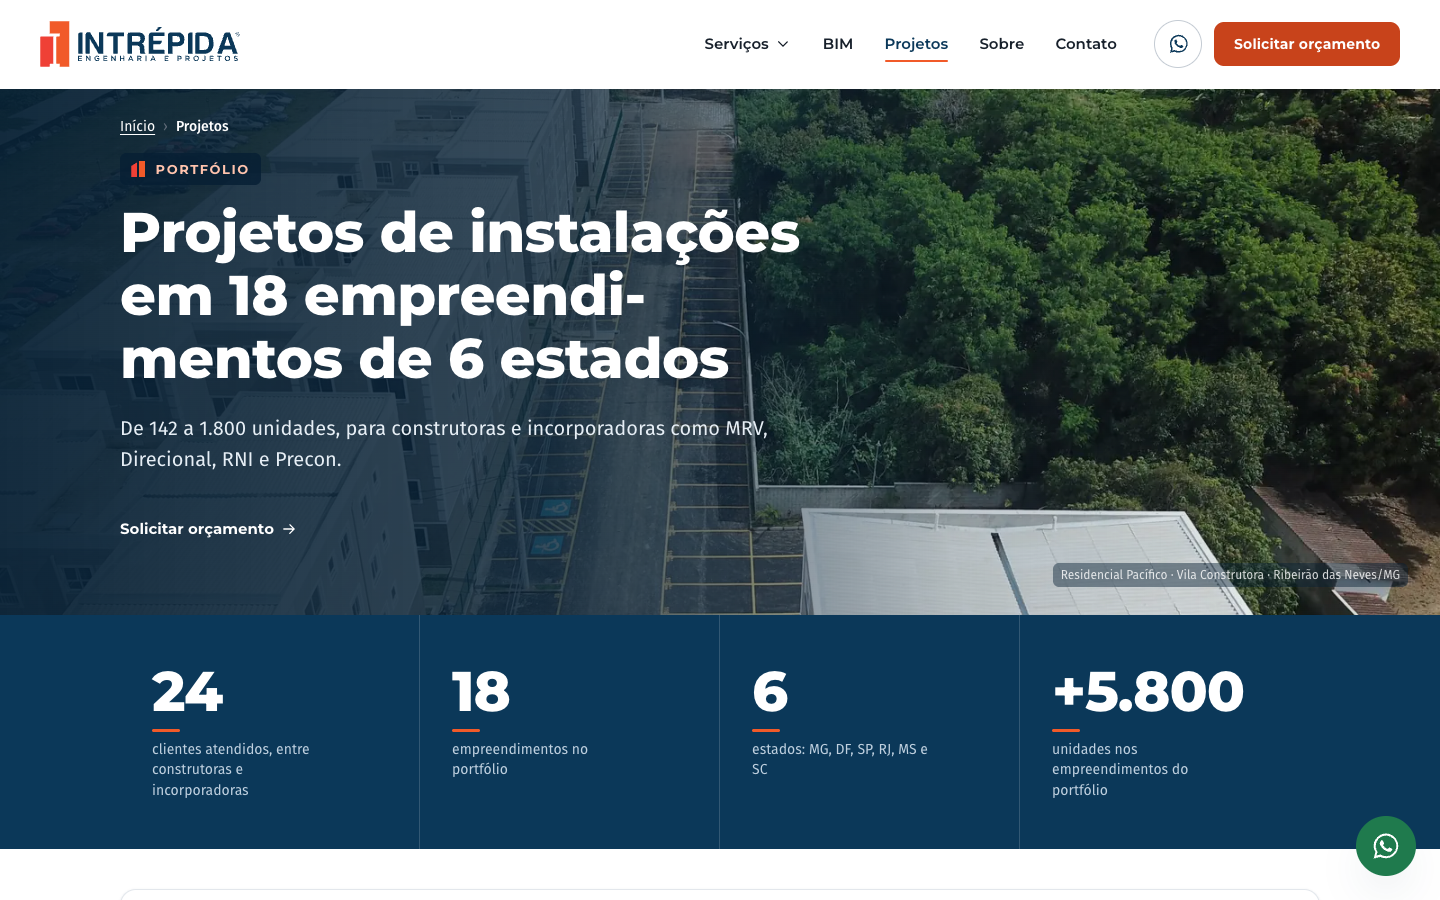 INTRÉPIDA
ENGENHARIA E PROJETOS
Serviços
BIM
Projetos
Sobre
Contato
Solicitar orçamento
Início › Projetos
PORTFÓLIO
Projetos de instalações
em 18 empreendi-
mentos de 6 estados
De 142 a 1.800 unidades, para construtoras e incorporadoras como MRV,
Direcional, RNI e Precon.
Solicitar orçamento →
Residencial Pacífico · Vila Construtora · Ribeirão das Neves/MG
24
clientes atendidos, entre
construtoras e
incorporadoras
18
empreendimentos no
portfólio
6
estados: MG, DF, SP, RJ, MS e
SC
+5.800
unidades nos
empreendimentos do
portfólio